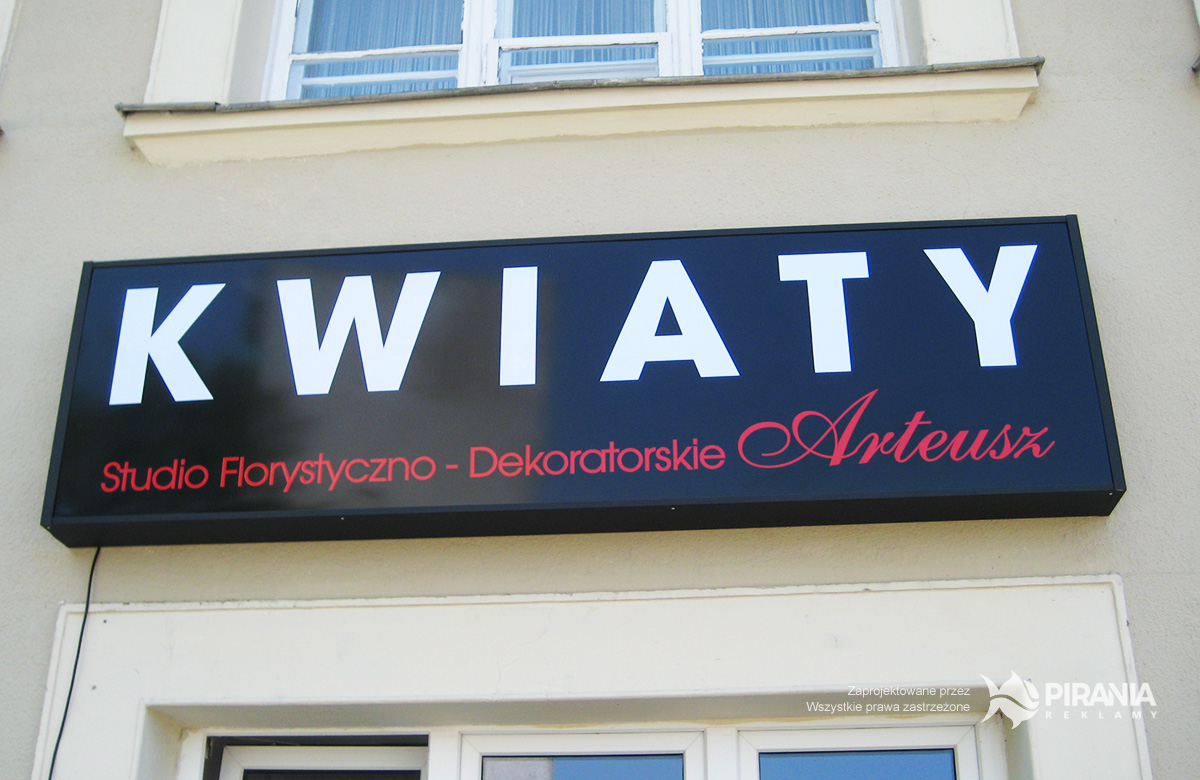 KWIATY
Studio Florystyczno - Dekoratorskie Arteusz
Zaprojektowane przez
Wszystkie prawa zastrzeżone
PIRANIA
REKLAMY